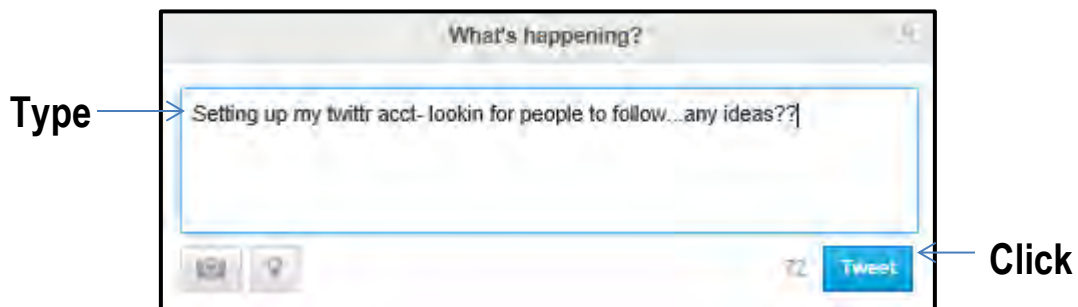 What's happening?
Type
Setting up my twittr acct- lookin for people to follow...any ideas??
72
Tweet
Click